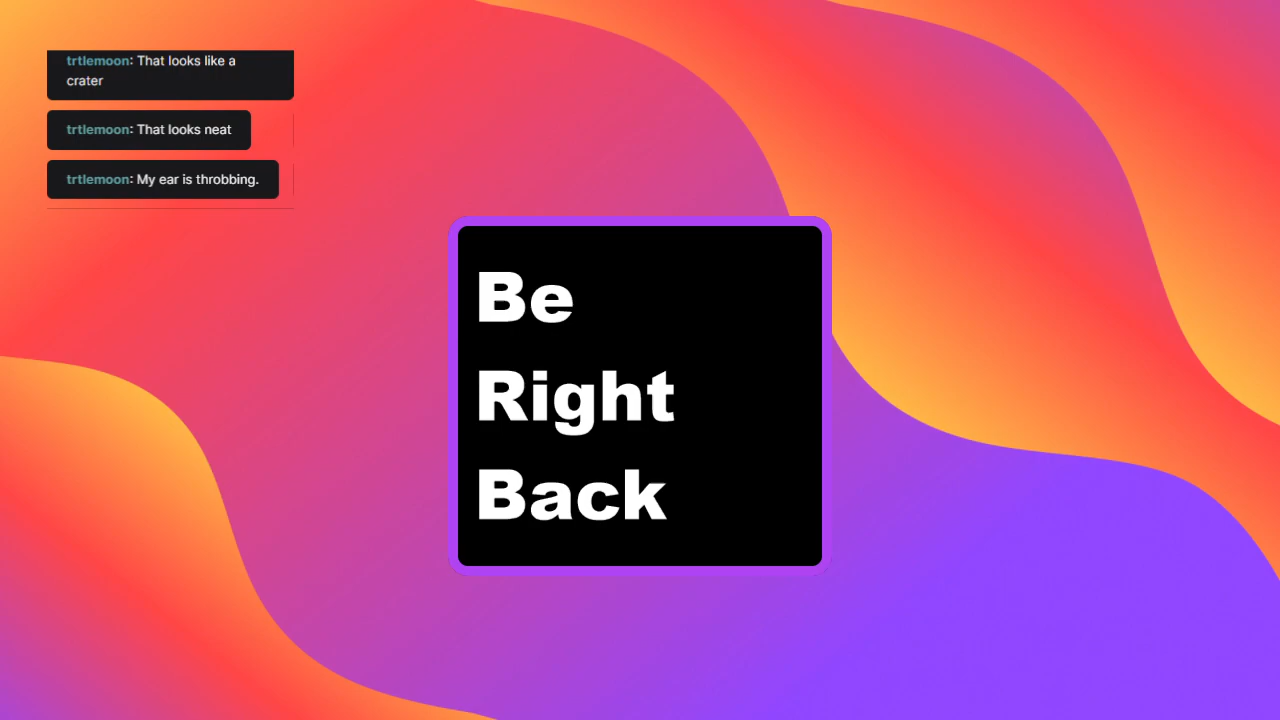 trtlemoon: That looks like a
crater
trtlemoon: That looks neat
trtlemoon: My ear is throbbing.
Be
Right
Back